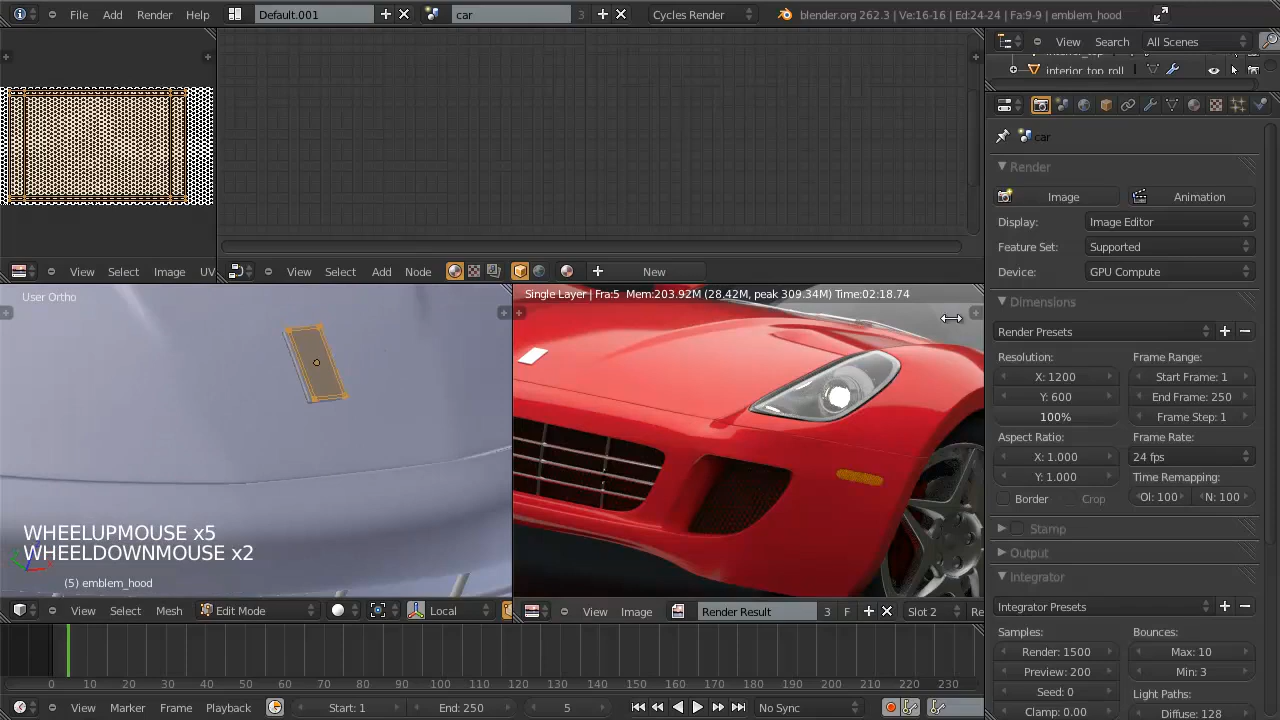 File Add Render Help Default.001 car 3 Cycles Render blender.org 262.3 | Ve:16-16 | Ed:24-24 | Fa:9-9 | emblem_hood
View Search All Scenes
interior_top_roll
car
Render
Image Animation
Display: Image Editor
Feature Set: Supported
Device: GPU Compute
View Select Image UV
View Select Add Node New
User Ortho
Single Layer | Fra:5 Mem:203.92M (28.42M, peak 309.34M) Time:02:18.74
Dimensions
Render Presets
Resolution: Frame Range:
X: 1200 Start Frame: 1
Y: 600 End Frame: 250
100% Frame Step: 1
Aspect Ratio: Frame Rate:
X: 1.000 24 fps
Y: 1.000 Time Remapping:
Border Crop Ol: 100 N: 100
Stamp
Output
Integrator
Integrator Presets
Samples: Bounces:
Render: 1500 Max: 10
Preview: 200 Min: 3
Seed: 0 Light Paths:
Clamp: 0.00 Diffuse: 128
WHEELUPMOUSE x5
WHEELDOWNMOUSE x2
(5) emblem_hood
View Select Mesh Edit Mode Local
View Image Render Result 3 F Slot 2 Re
0 10 20 30 40 50 60 70 80 90 100 110 120 130 140 150 160 170 180 190 200 210 220 230
View Marker Frame Playback Start: 1 End: 250 5 No Sync